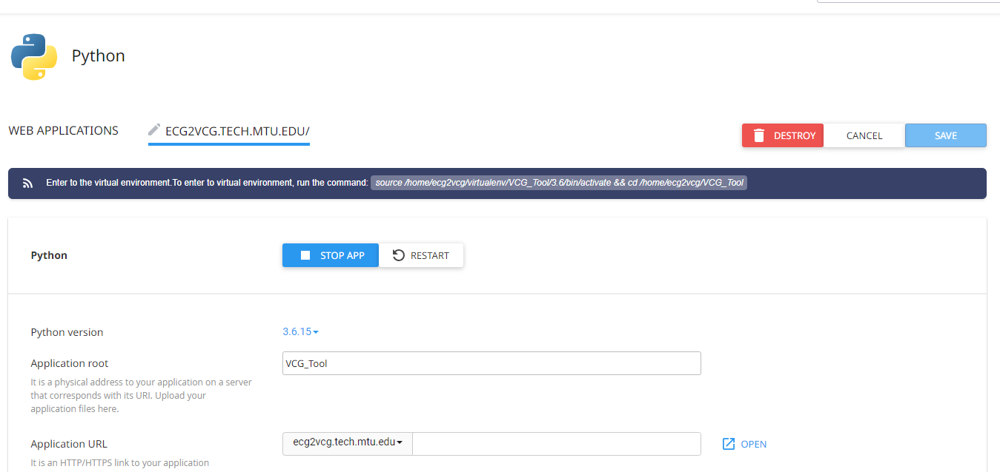 Python
WEB APPLICATIONS
ECG2VCG.TECH.MTU.EDU/
DESTROY
CANCEL
SAVE
Enter to the virtual environment.To enter to virtual environment, run the command: source /home/ecg2vcg/virtualenv/VCG_Tool/3.6/bin/activate && cd /home/ecg2vcg/VCG_Tool
Python
STOP APP
RESTART
Python version
3.6.15
Application root
VCG_Tool
It is a physical address to your application on a server
that corresponds with its URI. Upload your
application files here.
Application URL
ecg2vcg.tech.mtu.edu
OPEN
It is an HTTP/HTTPS link to your application